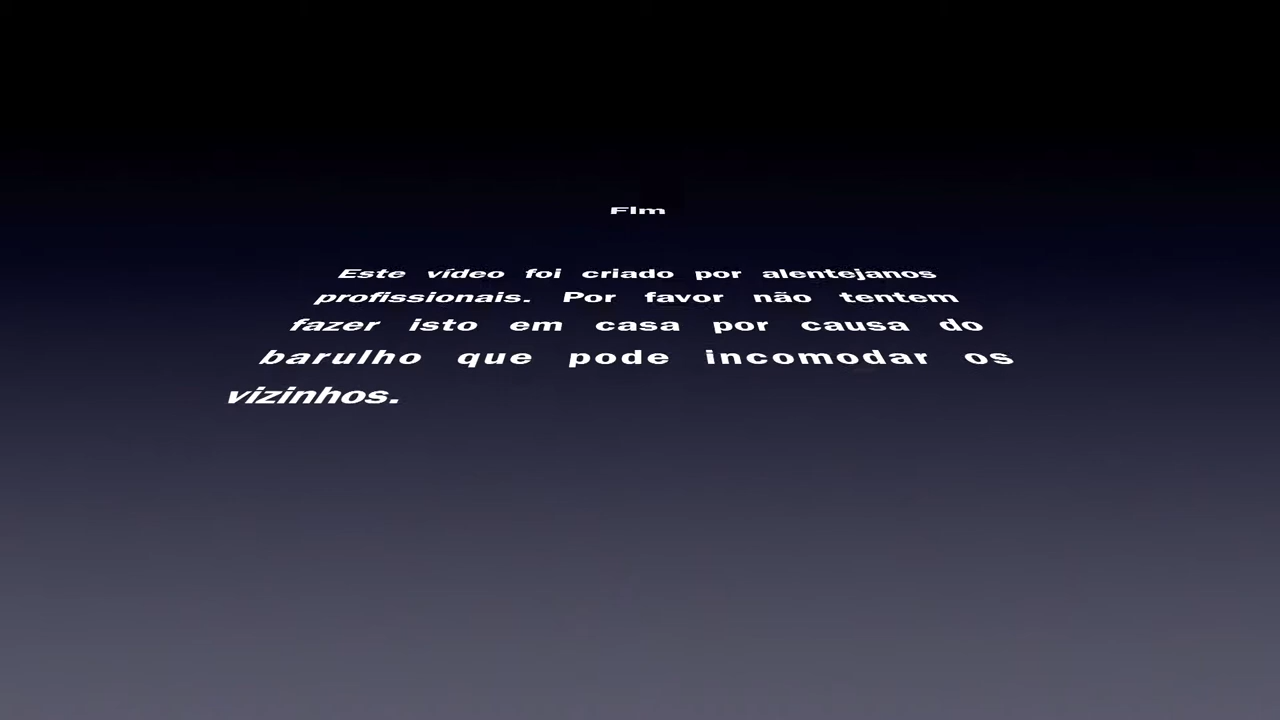 Fim
Este vídeo foi criado por alentejanos
profissionais. Por favor não tentem
fazer isto em casa por causa do
barulho que pode incomodar os
vizinhos.